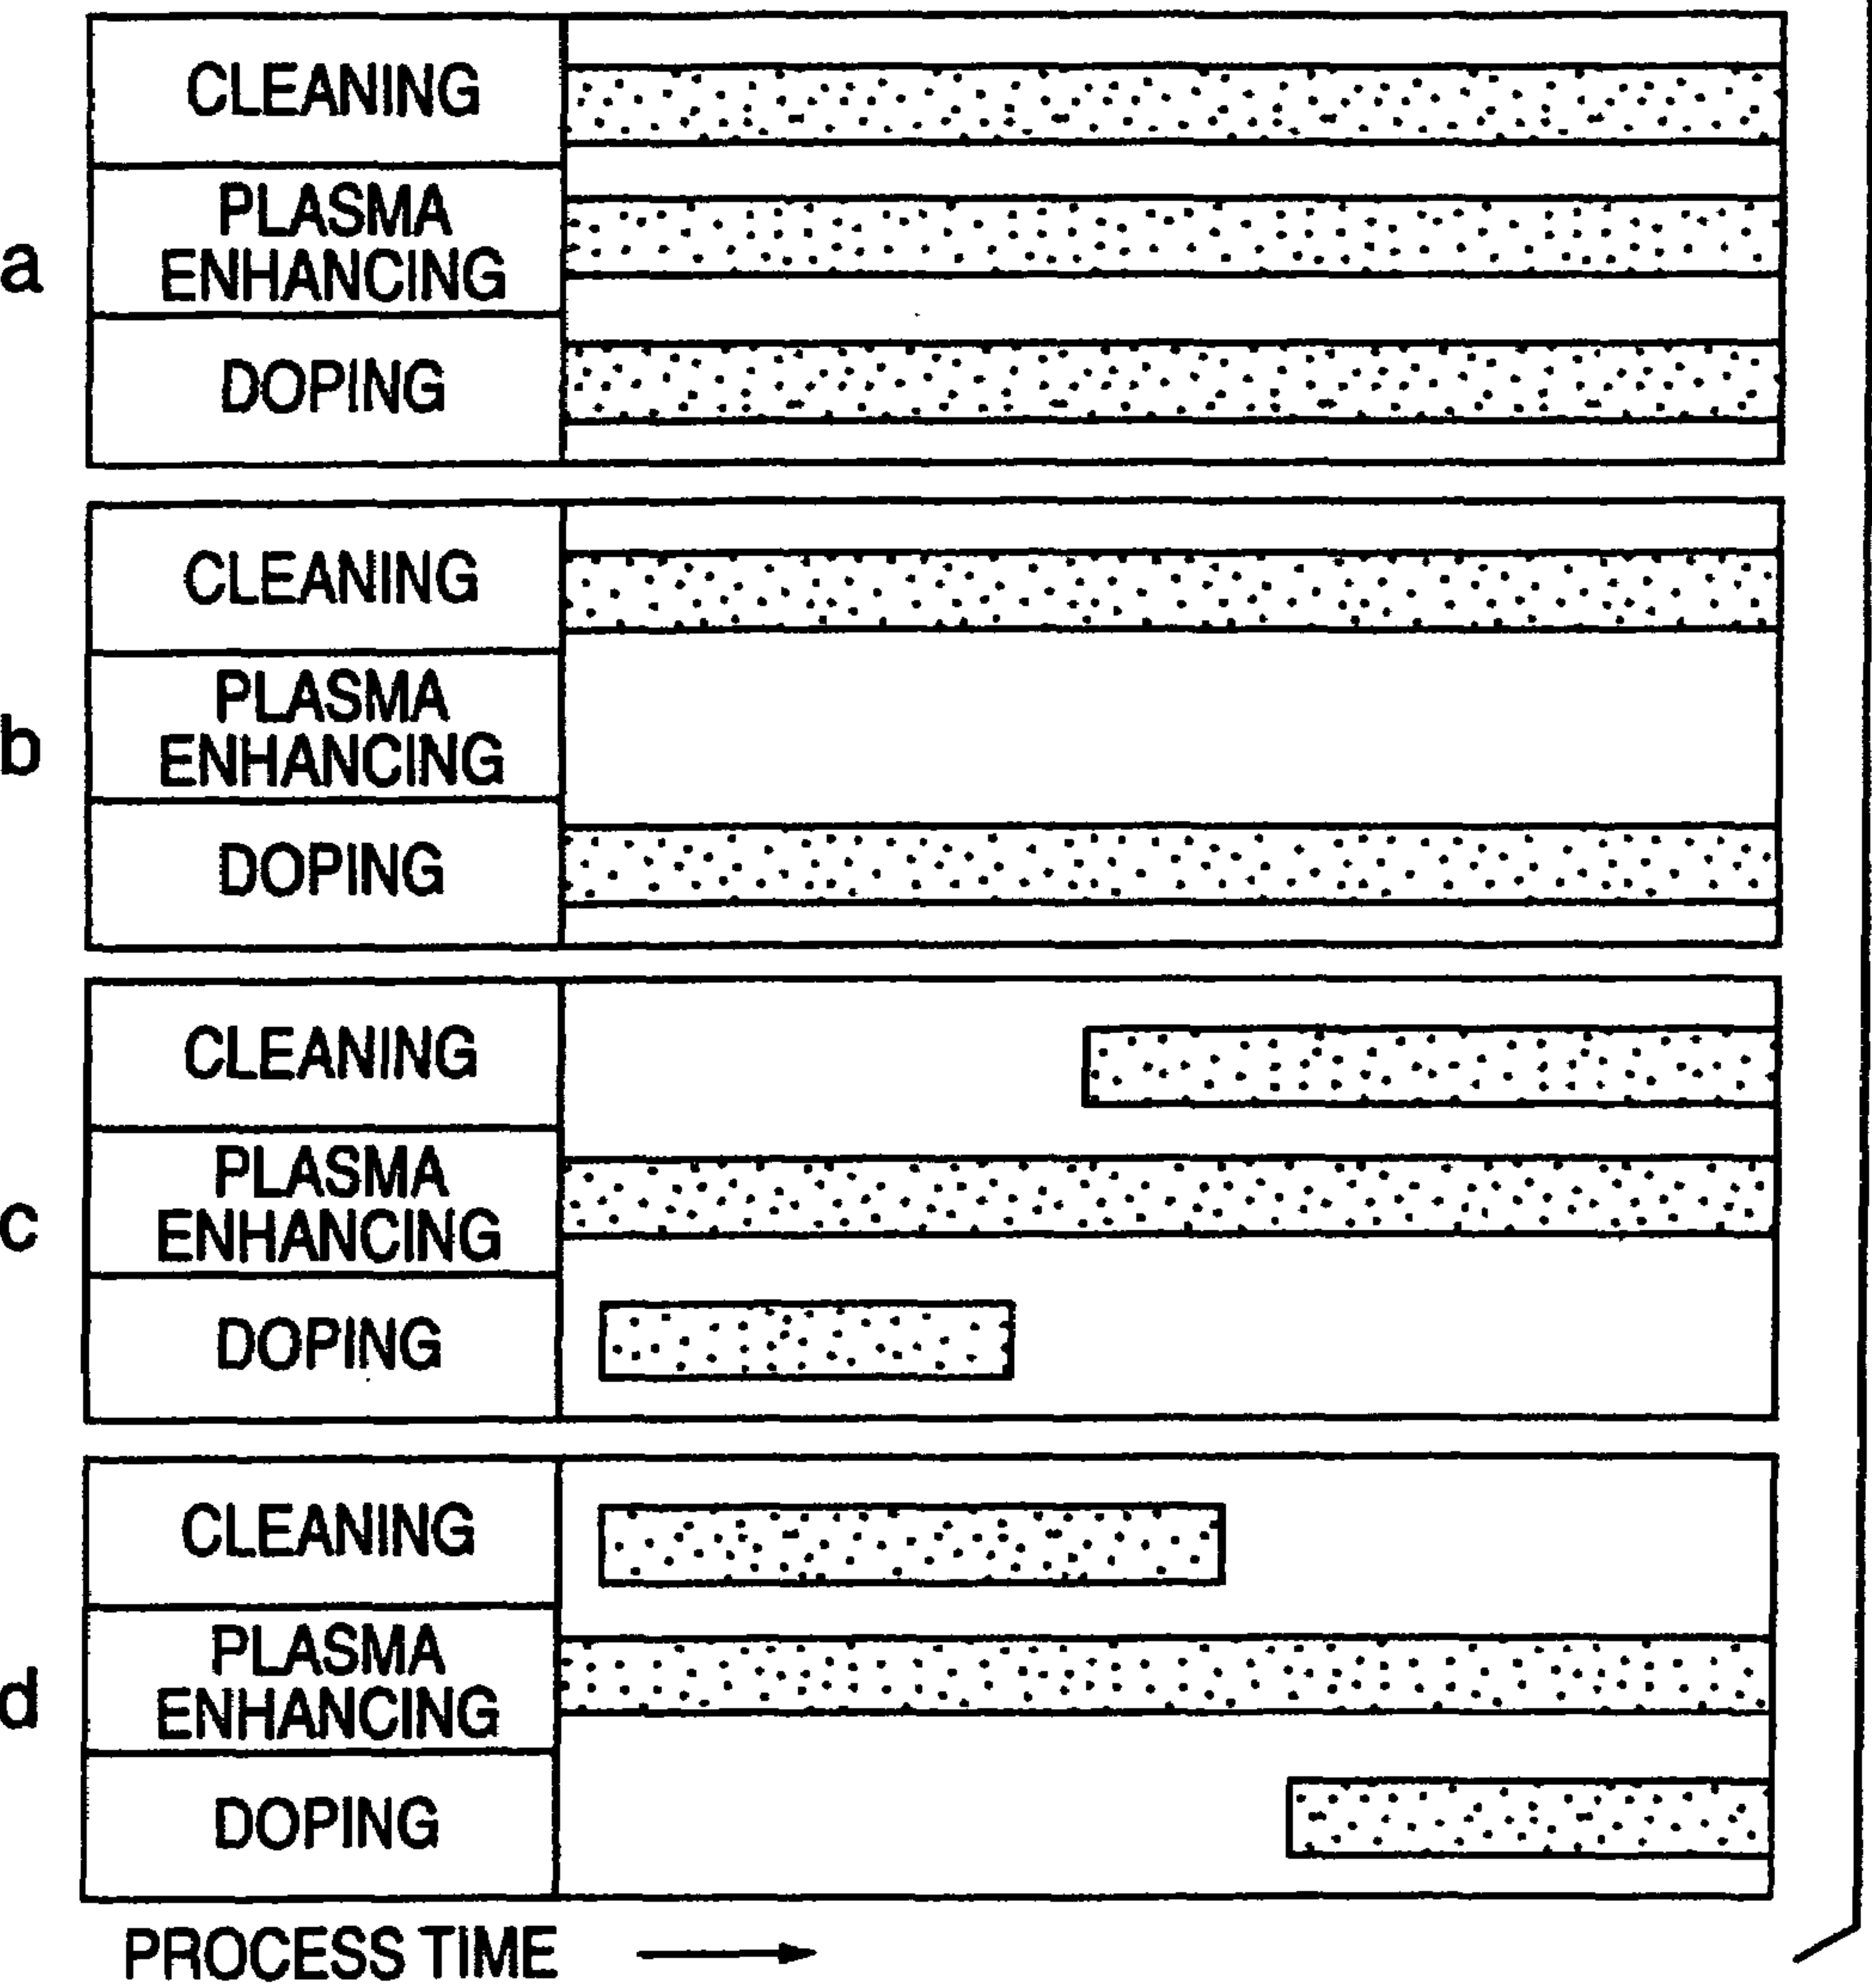 CLEANING
a
PLASMA
ENHANCING
DOPING
b
CLEANING
PLASMA
ENHANCING
DOPING
c
CLEANING
PLASMA
ENHANCING
DOPING
d
CLEANING
PLASMA
ENHANCING
DOPING
PROCESS TIME